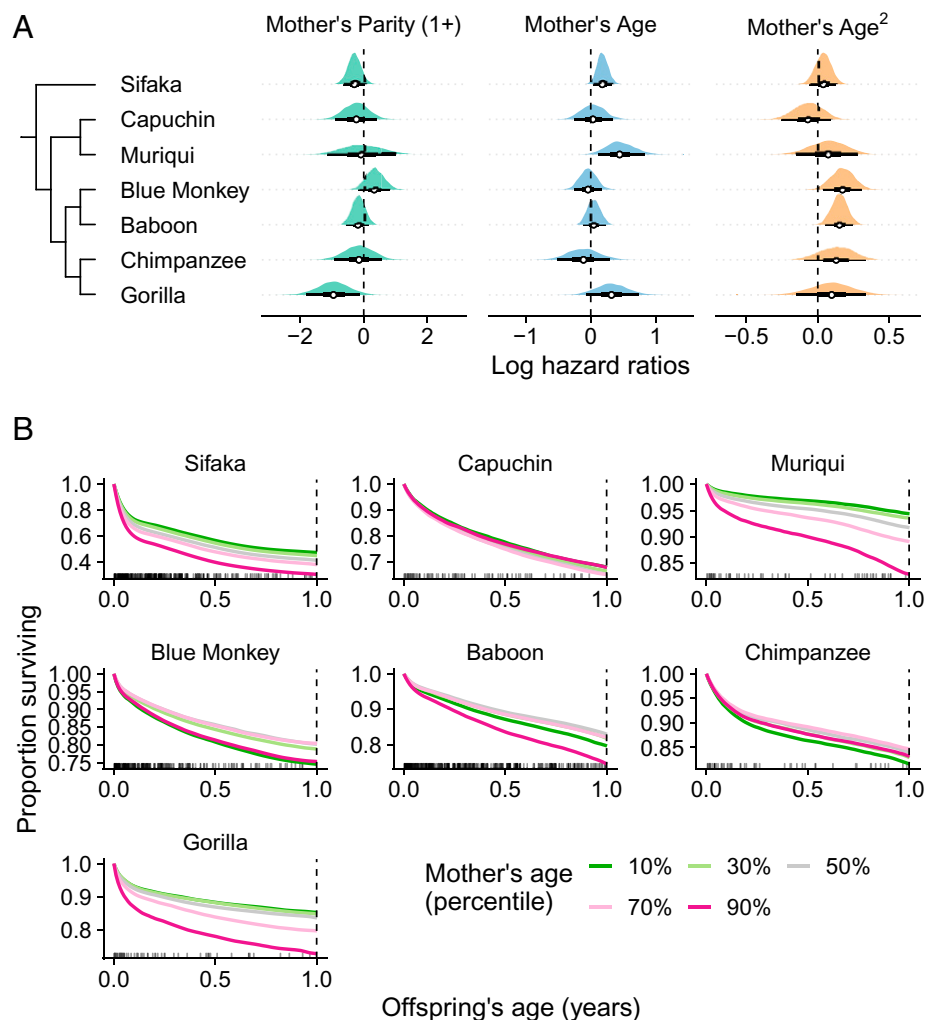 A
Mother's Parity (1+) Mother's Age Mother's Age²
Sifaka
Capuchin
Muriqui
Blue Monkey
Baboon
Chimpanzee
Gorilla
−2 0 2 −1 0 1 −0.5 0.0 0.5
Log hazard ratios
B
Proportion surviving
Sifaka Capuchin Muriqui
1.0 1.0 1.00
0.8 0.9 0.95
0.6 0.8 0.90
0.4 0.7 0.85
0.0 0.5 1.0 0.0 0.5 1.0 0.0 0.5 1.0
Blue Monkey Baboon Chimpanzee
1.00 1.0 1.00
0.95 0.9 0.95
0.90 0.8 0.90
0.85 0.85
0.80
0.75
0.0 0.5 1.0 0.0 0.5 1.0 0.0 0.5 1.0
Gorilla
1.0
0.9
0.8
0.0 0.5 1.0
Mother's age
(percentile)
10% 30% 50%
70% 90%
Offspring's age (years)